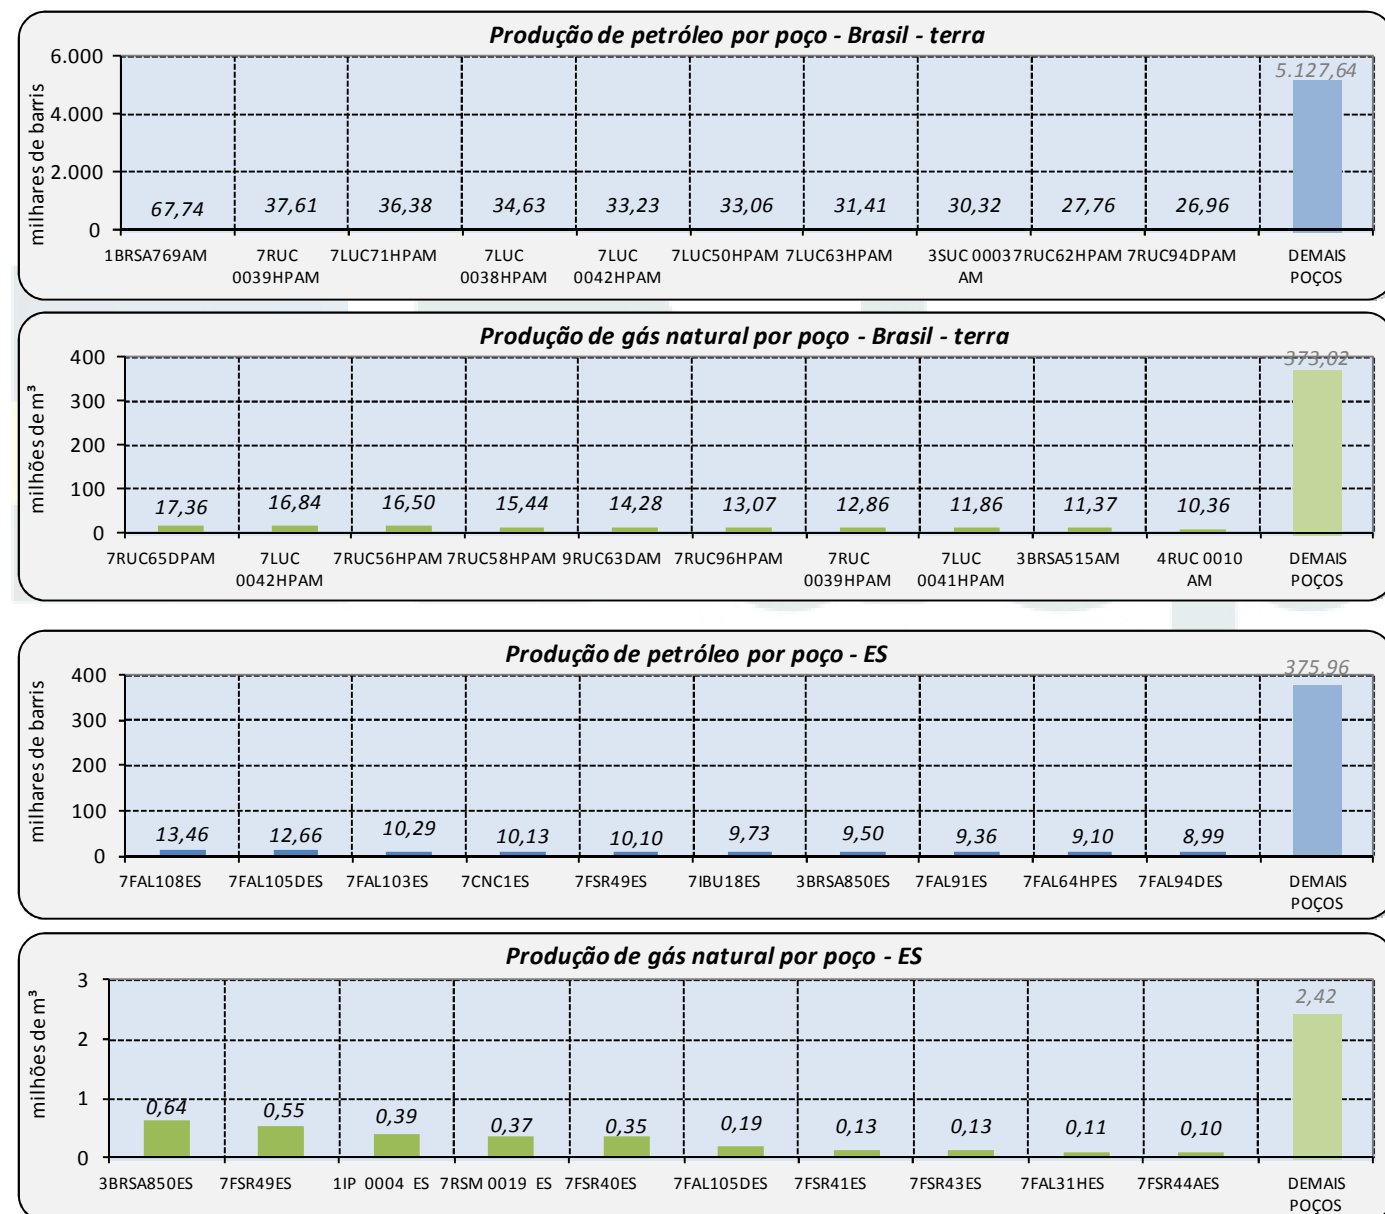 Produção de petróleo por poço - Brasil - terra
milhares de barris
6.000
4.000
2.000
0
67,74 37,61 36,38 34,63 33,23 33,06 31,41 30,32 27,76 26,96 5.127,64
1BRSA769AM 7RUC 7LUC71HPAM 7LUC 7LUC 7LUC50HPAM 7LUC63HPAM 3SUC 0003 7RUC62HPAM 7RUC94DPAM DEMAIS
0039HPAM 0038HPAM 0042HPAM AM POÇOS
Produção de gás natural por poço - Brasil - terra
milhões de m³
400
300
200
100
0
17,36 16,84 16,50 15,44 14,28 13,07 12,86 11,86 11,37 10,36 373,02
7RUC65DPAM 7LUC 7RUC56HPAM 7RUC58HPAM 9RUC63DAM 7RUC96HPAM 7RUC 7LUC 3BRSA515AM 4RUC 0010 DEMAIS
0042HPAM 0039HPAM 0041HPAM AM POÇOS
Produção de petróleo por poço - ES
milhares de barris
400
300
200
100
0
13,46 12,66 10,29 10,13 10,10 9,73 9,50 9,36 9,10 8,99 375,96
7FAL108ES 7FAL105DES 7FAL103ES 7CNC1ES 7FSR49ES 7IBU18ES 3BRSA850ES 7FAL91ES 7FAL64HPES 7FAL94DES DEMAIS
POÇOS
Produção de gás natural por poço - ES
milhões de m³
3
2
1
0
0,64 0,55 0,39 0,37 0,35 0,19 0,13 0,13 0,11 0,10 2,42
3BRSA850ES 7FSR49ES 1IP 0004 ES 7RSM 0019 ES 7FSR40ES 7FAL105DES 7FSR41ES 7FSR43ES 7FAL31HES 7FSR44AES DEMAIS
POÇOS